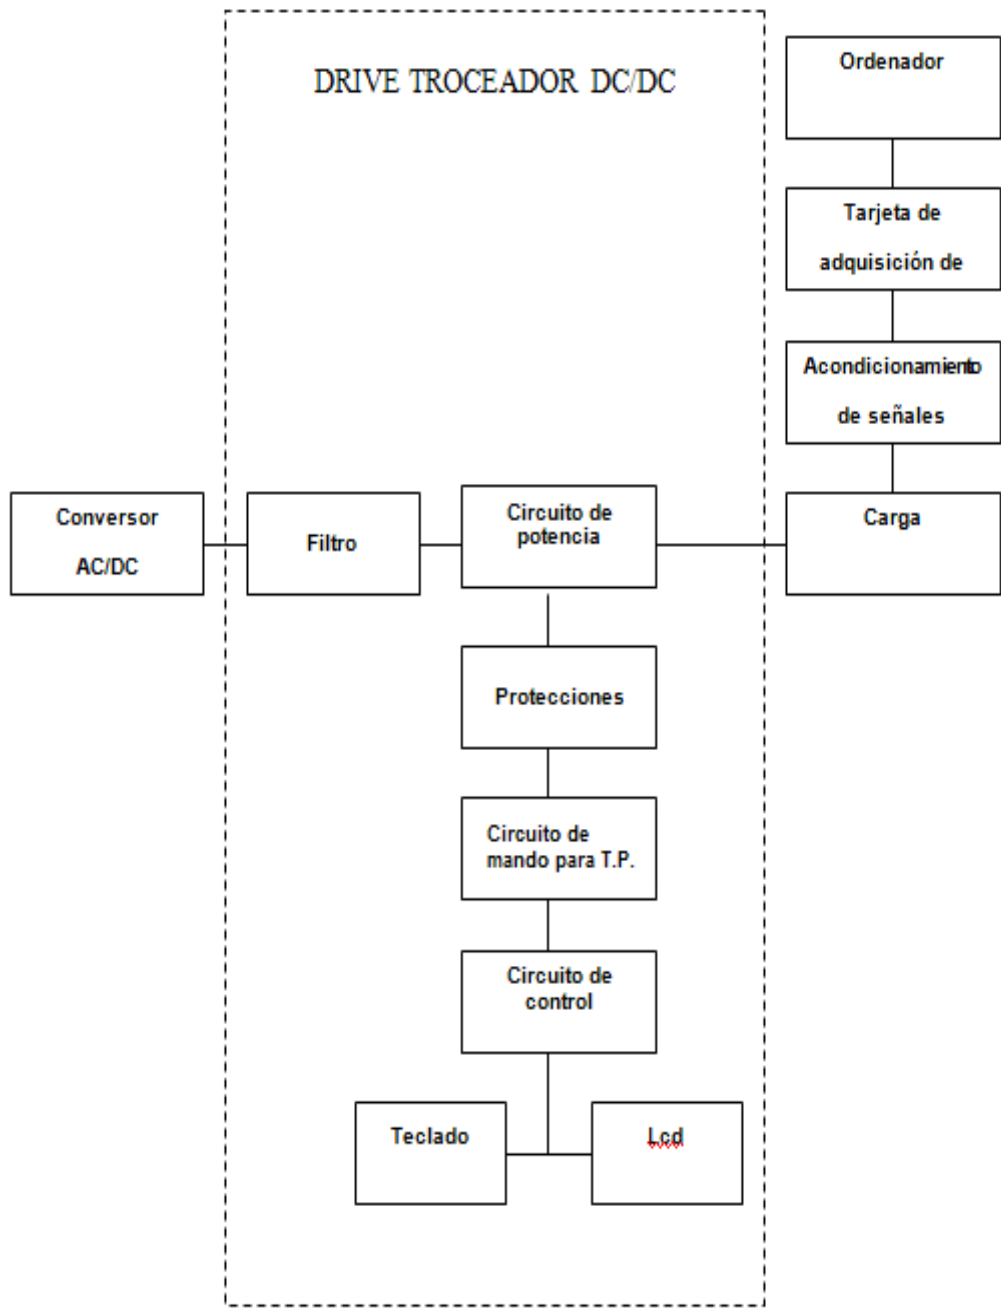 DRIVE TROCEADOR DC/DC
Ordenador
Tarjeta de
adquisición de
Acondicionamiento
de señales
Conversor
AC/DC
Filtro
Circuito de
potencia
Carga
Protecciones
Circuito de
mando para T.P.
Circuito de
control
Teclado
Lcd